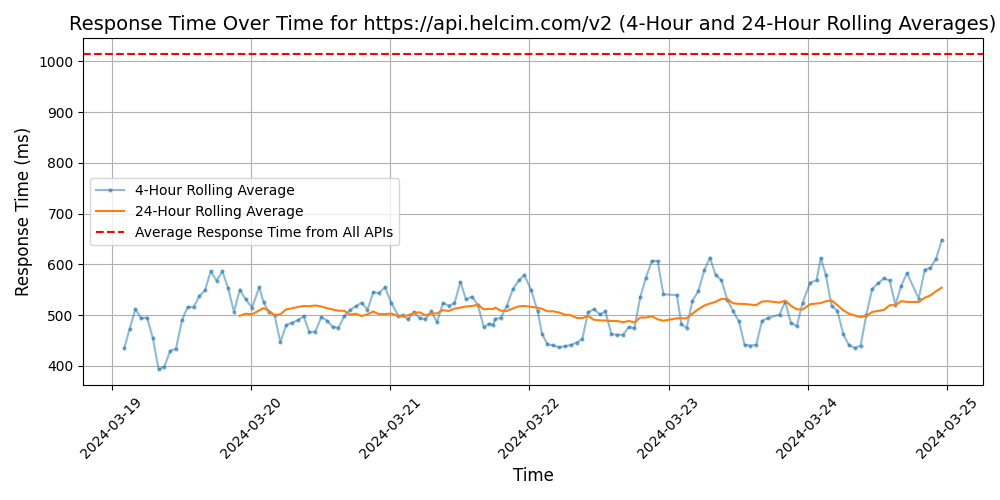 Response Time Over Time for https://api.helcim.com/v2 (4-Hour and 24-Hour Rolling Averages)
Response Time (ms)
1000
900
800
700
600
500
400
4-Hour Rolling Average
24-Hour Rolling Average
Average Response Time from All APIs
2024-03-19
2024-03-20
2024-03-21
2024-03-22
2024-03-23
2024-03-24
2024-03-25
Time